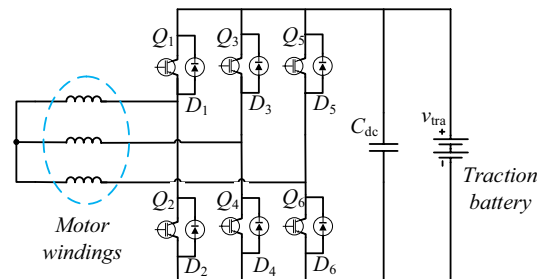 Q1 Q3 Q5
D1 D3 D5
Cdc
vtra
+
-
Traction
battery
Motor
windings
Q2 Q4 Q6
D2 D4 D6